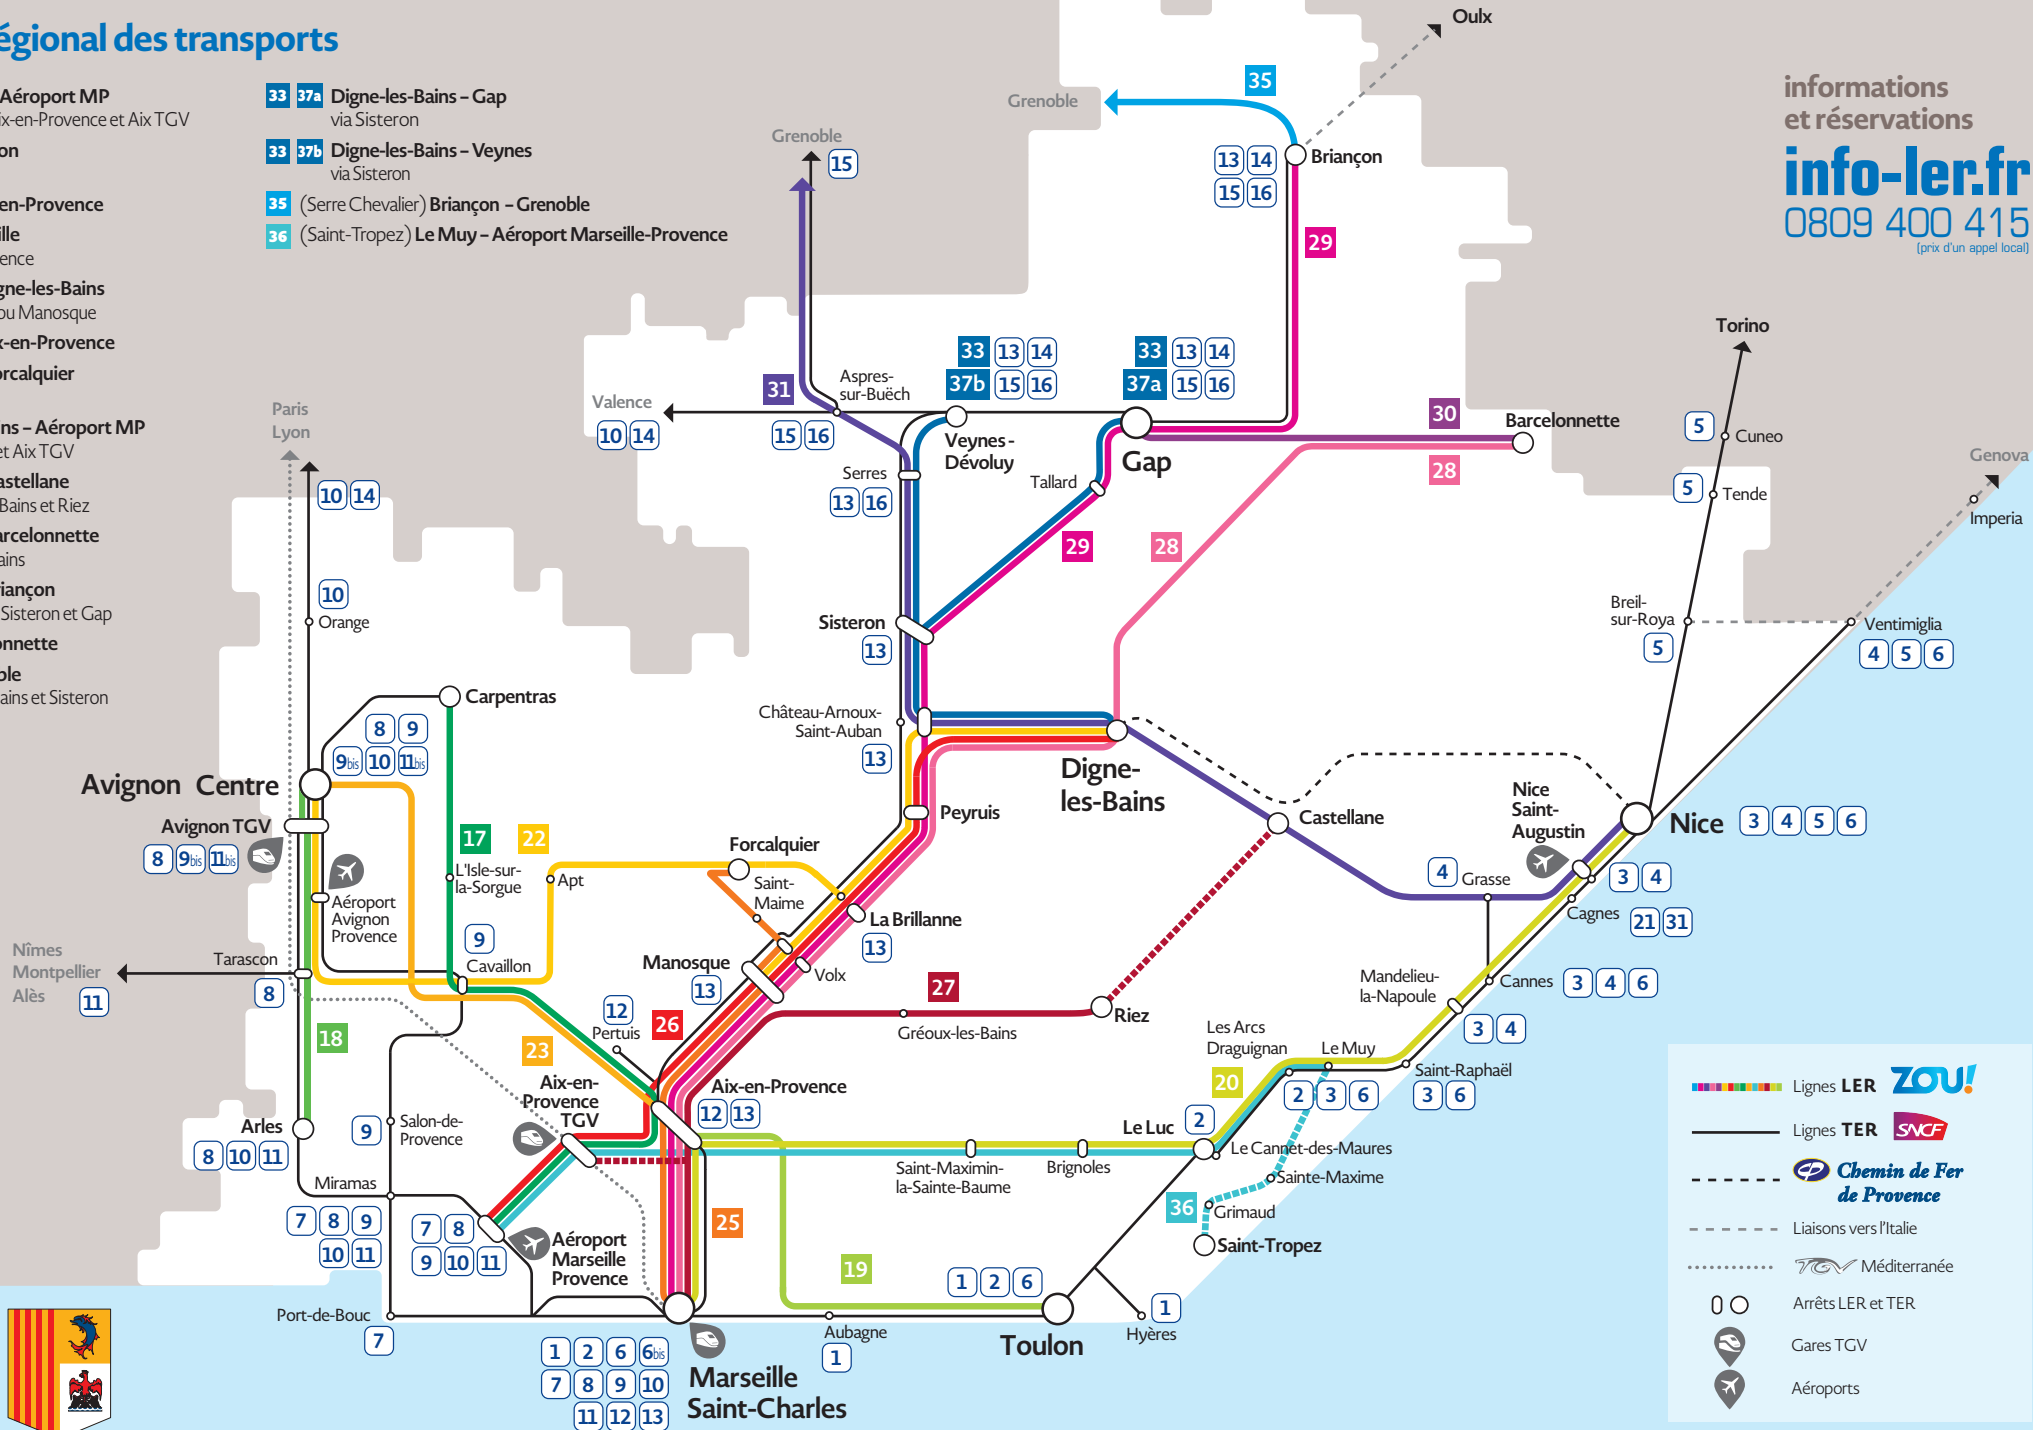 égional des transports
Aéroport MP
ix-en-Provence et Aix TGV
on
en-Provence
ille
ence
gne-les-Bains
ou Manosque
x-en-Provence
orcalquier
ns – Aéroport MP
et Aix TGV
astellane
Bains et Riez
arcelonnette
ains
riançon
Sisteron et Gap
onnette
ble
ains et Sisteron
33 37a Digne-les-Bains – Gap
via Sisteron
33 37b Digne-les-Bains – Veynes
via Sisteron
35 (Serre Chevalier) Briançon – Grenoble
36 (Saint-Tropez) Le Muy – Aéroport Marseille-Provence
informations
et réservations
info-ler.fr
0809 400 415
(prix d'un appel local)
Oulx
35
Grenoble
Grenoble
15
Briançon
13 14
15 16
29
Torino
33 13 14
37b 15 16
33 13 14
37a 15 16
31
Aspres-
sur-Buëch
15 16
Valence
10 14
Veynes-
Dévoluy
Gap
30
Barcelonnette
28
5
Cuneo
5
Tende
Genova
Imperia
Paris
Lyon
10 14
Serres
13 16
Tallard
29
28
10
Orange
Sisteron
13
Breil-
sur-Roya
5
Ventimiglia
4 5 6
Carpentras
8 9
9bis 10 11bis
Château-Arnoux-
Saint-Auban
13
Avignon Centre
Avignon TGV
8 9bis 11bis
Digne-
les-Bains
Peyruis
Castellane
Nice
Saint-
Augustin
Nice
3 4 5 6
17
22
L'Isle-sur-
la-Sorgue
Apt
Forcalquier
Saint-
Maime
Aéroport
Avignon
Provence
4
Grasse
3 4
Cagnes
21 31
La Brillanne
13
9
Cavaillon
Manosque
13
Volx
Nîmes
Montpellier
Alès
11
Tarascon
8
Mandelieu-
la-Napoule
Cannes
3 4 6
3 4
27
Gréoux-les-Bains
Riez
12
Pertuis
26
18
23
Les Arcs
Draguignan
Le Muy
Saint-Raphaël
3 6
2 3 6
20
Aix-en-
Provence
TGV
Aix-en-Provence
12 13
Arles
8 10 11
9
Salon-de-
Provence
Le Luc
2
Le Cannet-des-Maures
Saint-Maximin-
la-Sainte-Baume
Brignoles
Sainte-Maxime
36
Grimaud
Saint-Tropez
Miramas
7 8 9
10 11
7 8
9 10 11
Aéroport
Marseille
Provence
25
19
Port-de-Bouc
7
1 2 6
Toulon
Hyères
1
Aubagne
1
1 2 6 6bis
7 8 9 10
11 12 13
Marseille
Saint-Charles
Lignes LER ZOU!
Lignes TER SNCF
CP Chemin de Fer
de Provence
Liaisons vers l'Italie
TGV Méditerranée
Arrêts LER et TER
Gares TGV
Aéroports